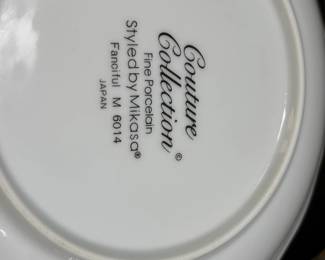 Couture
Collection©
Fine Porcelain
Styled by Mikasa®
Fanciful M 6014
JAPAN